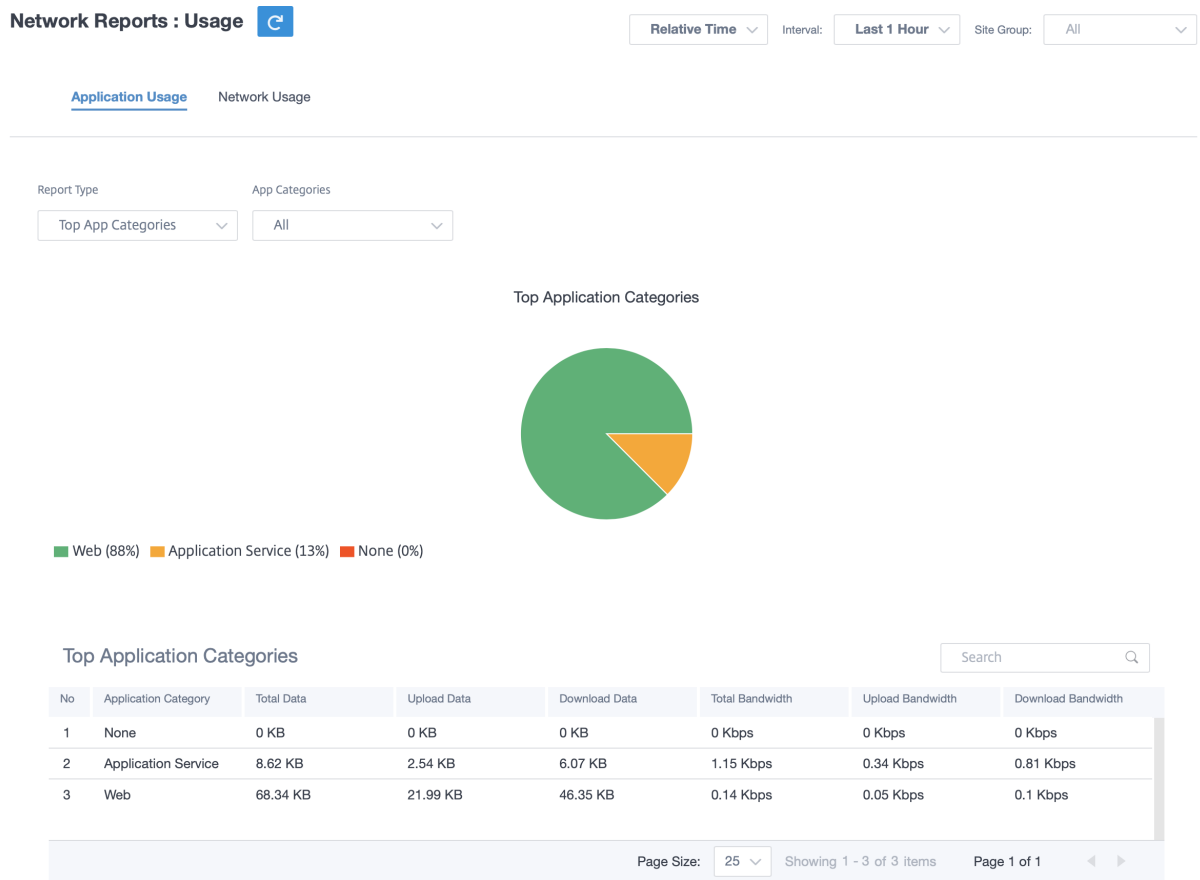 Network Reports : Usage
Relative Time Interval: Last 1 Hour Site Group: All
Application Usage Network Usage
Report Type App Categories
Top App Categories All
Top Application Categories
Web (88%) Application Service (13%) None (0%)
Top Application Categories Search
No Application Category Total Data Upload Data Download Data Total Bandwidth Upload Bandwidth Download Bandwidth
1 None 0 KB 0 KB 0 KB 0 Kbps 0 Kbps 0 Kbps
2 Application Service 8.62 KB 2.54 KB 6.07 KB 1.15 Kbps 0.34 Kbps 0.81 Kbps
3 Web 68.34 KB 21.99 KB 46.35 KB 0.14 Kbps 0.05 Kbps 0.1 Kbps
Page Size: 25 Showing 1 - 3 of 3 items Page 1 of 1